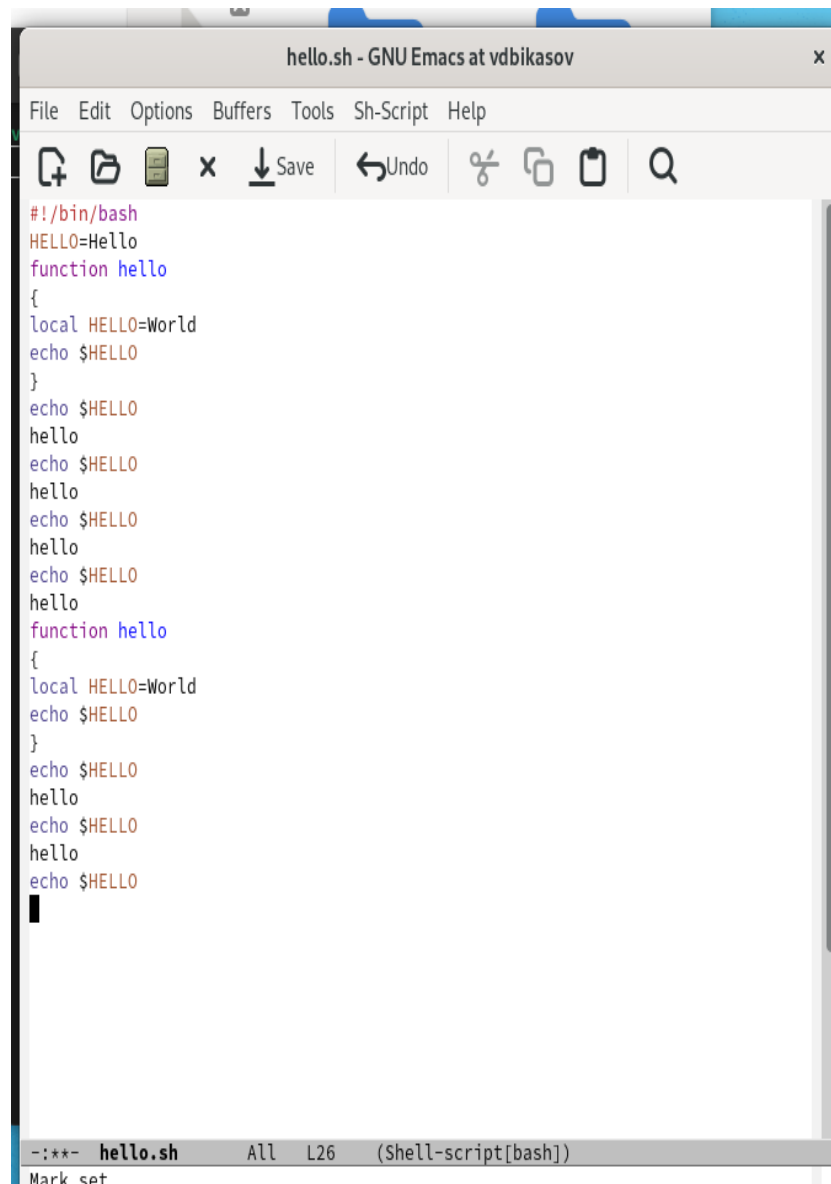 hello.sh - GNU Emacs at vdbikasov
File Edit Options Buffers Tools Sh-Script Help
Save Undo
#!/bin/bash
HELLO=Hello
function hello
{
local HELLO=World
echo $HELLO
}
echo $HELLO
hello
echo $HELLO
hello
echo $HELLO
hello
echo $HELLO
hello
function hello
{
local HELLO=World
echo $HELLO
}
echo $HELLO
hello
echo $HELLO
hello
echo $HELLO
-:**- hello.sh All L26 (Shell-script[bash])
Mark set